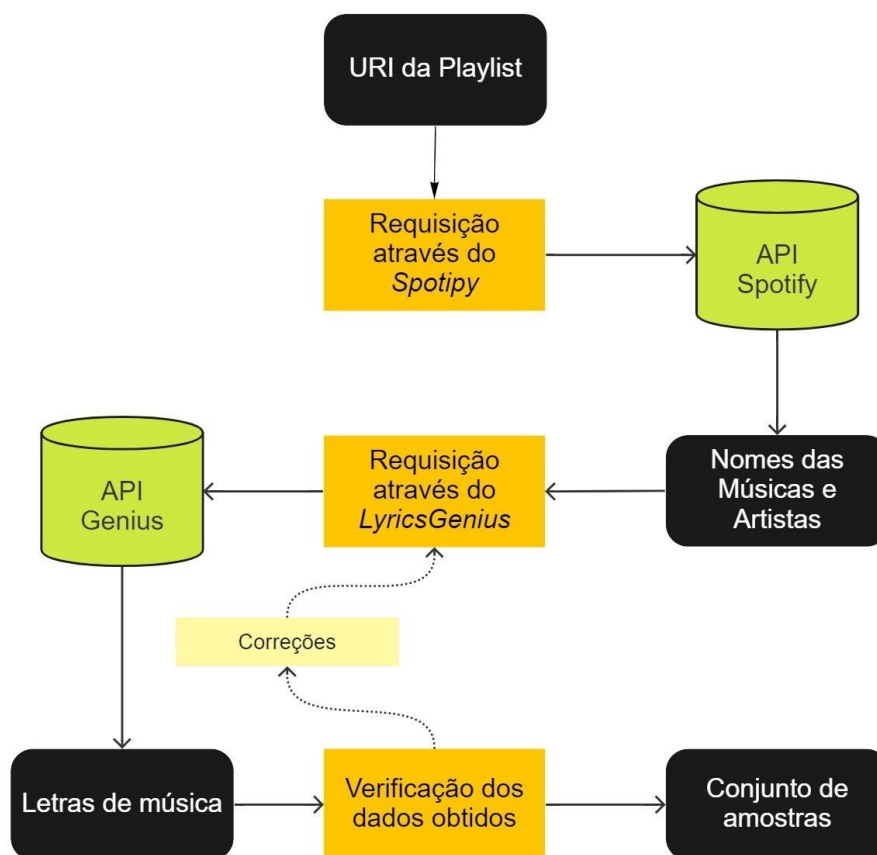 URI da Playlist
Requisição
através do
Spotipy
API
Spotify
API
Genius
Requisição
através do
LyricsGenius
Nomes das
Músicas e
Artistas
Correções
Letras de música
Verificação dos
dados obtidos
Conjunto de
amostras